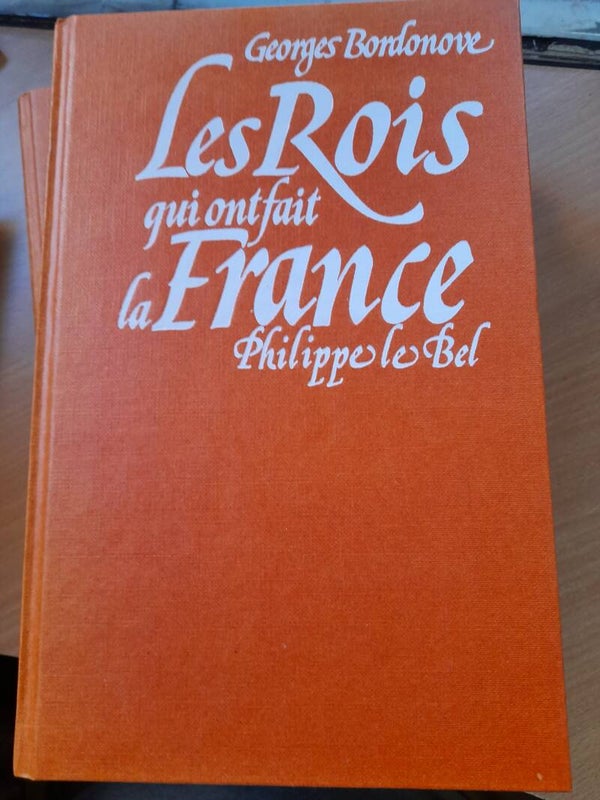 Georges Bordonove
Les Rois
qui ont fait
la France
Philippe le Bel